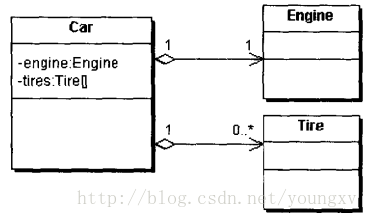 Car
-engine:Engine
-tires:Tire[]
1
1
Engine
1
0..*
Tire
http://blog.csdn.net/youngxv